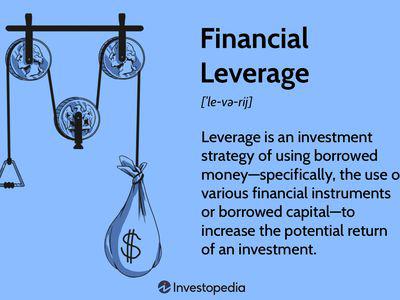 Financial
Leverage
['le-və-rij]
Leverage is an investment
strategy of using borrowed
money—specifically, the use o
various financial instruments
or borrowed capital—to
increase the potential return
of an investment.
$
Investopedia